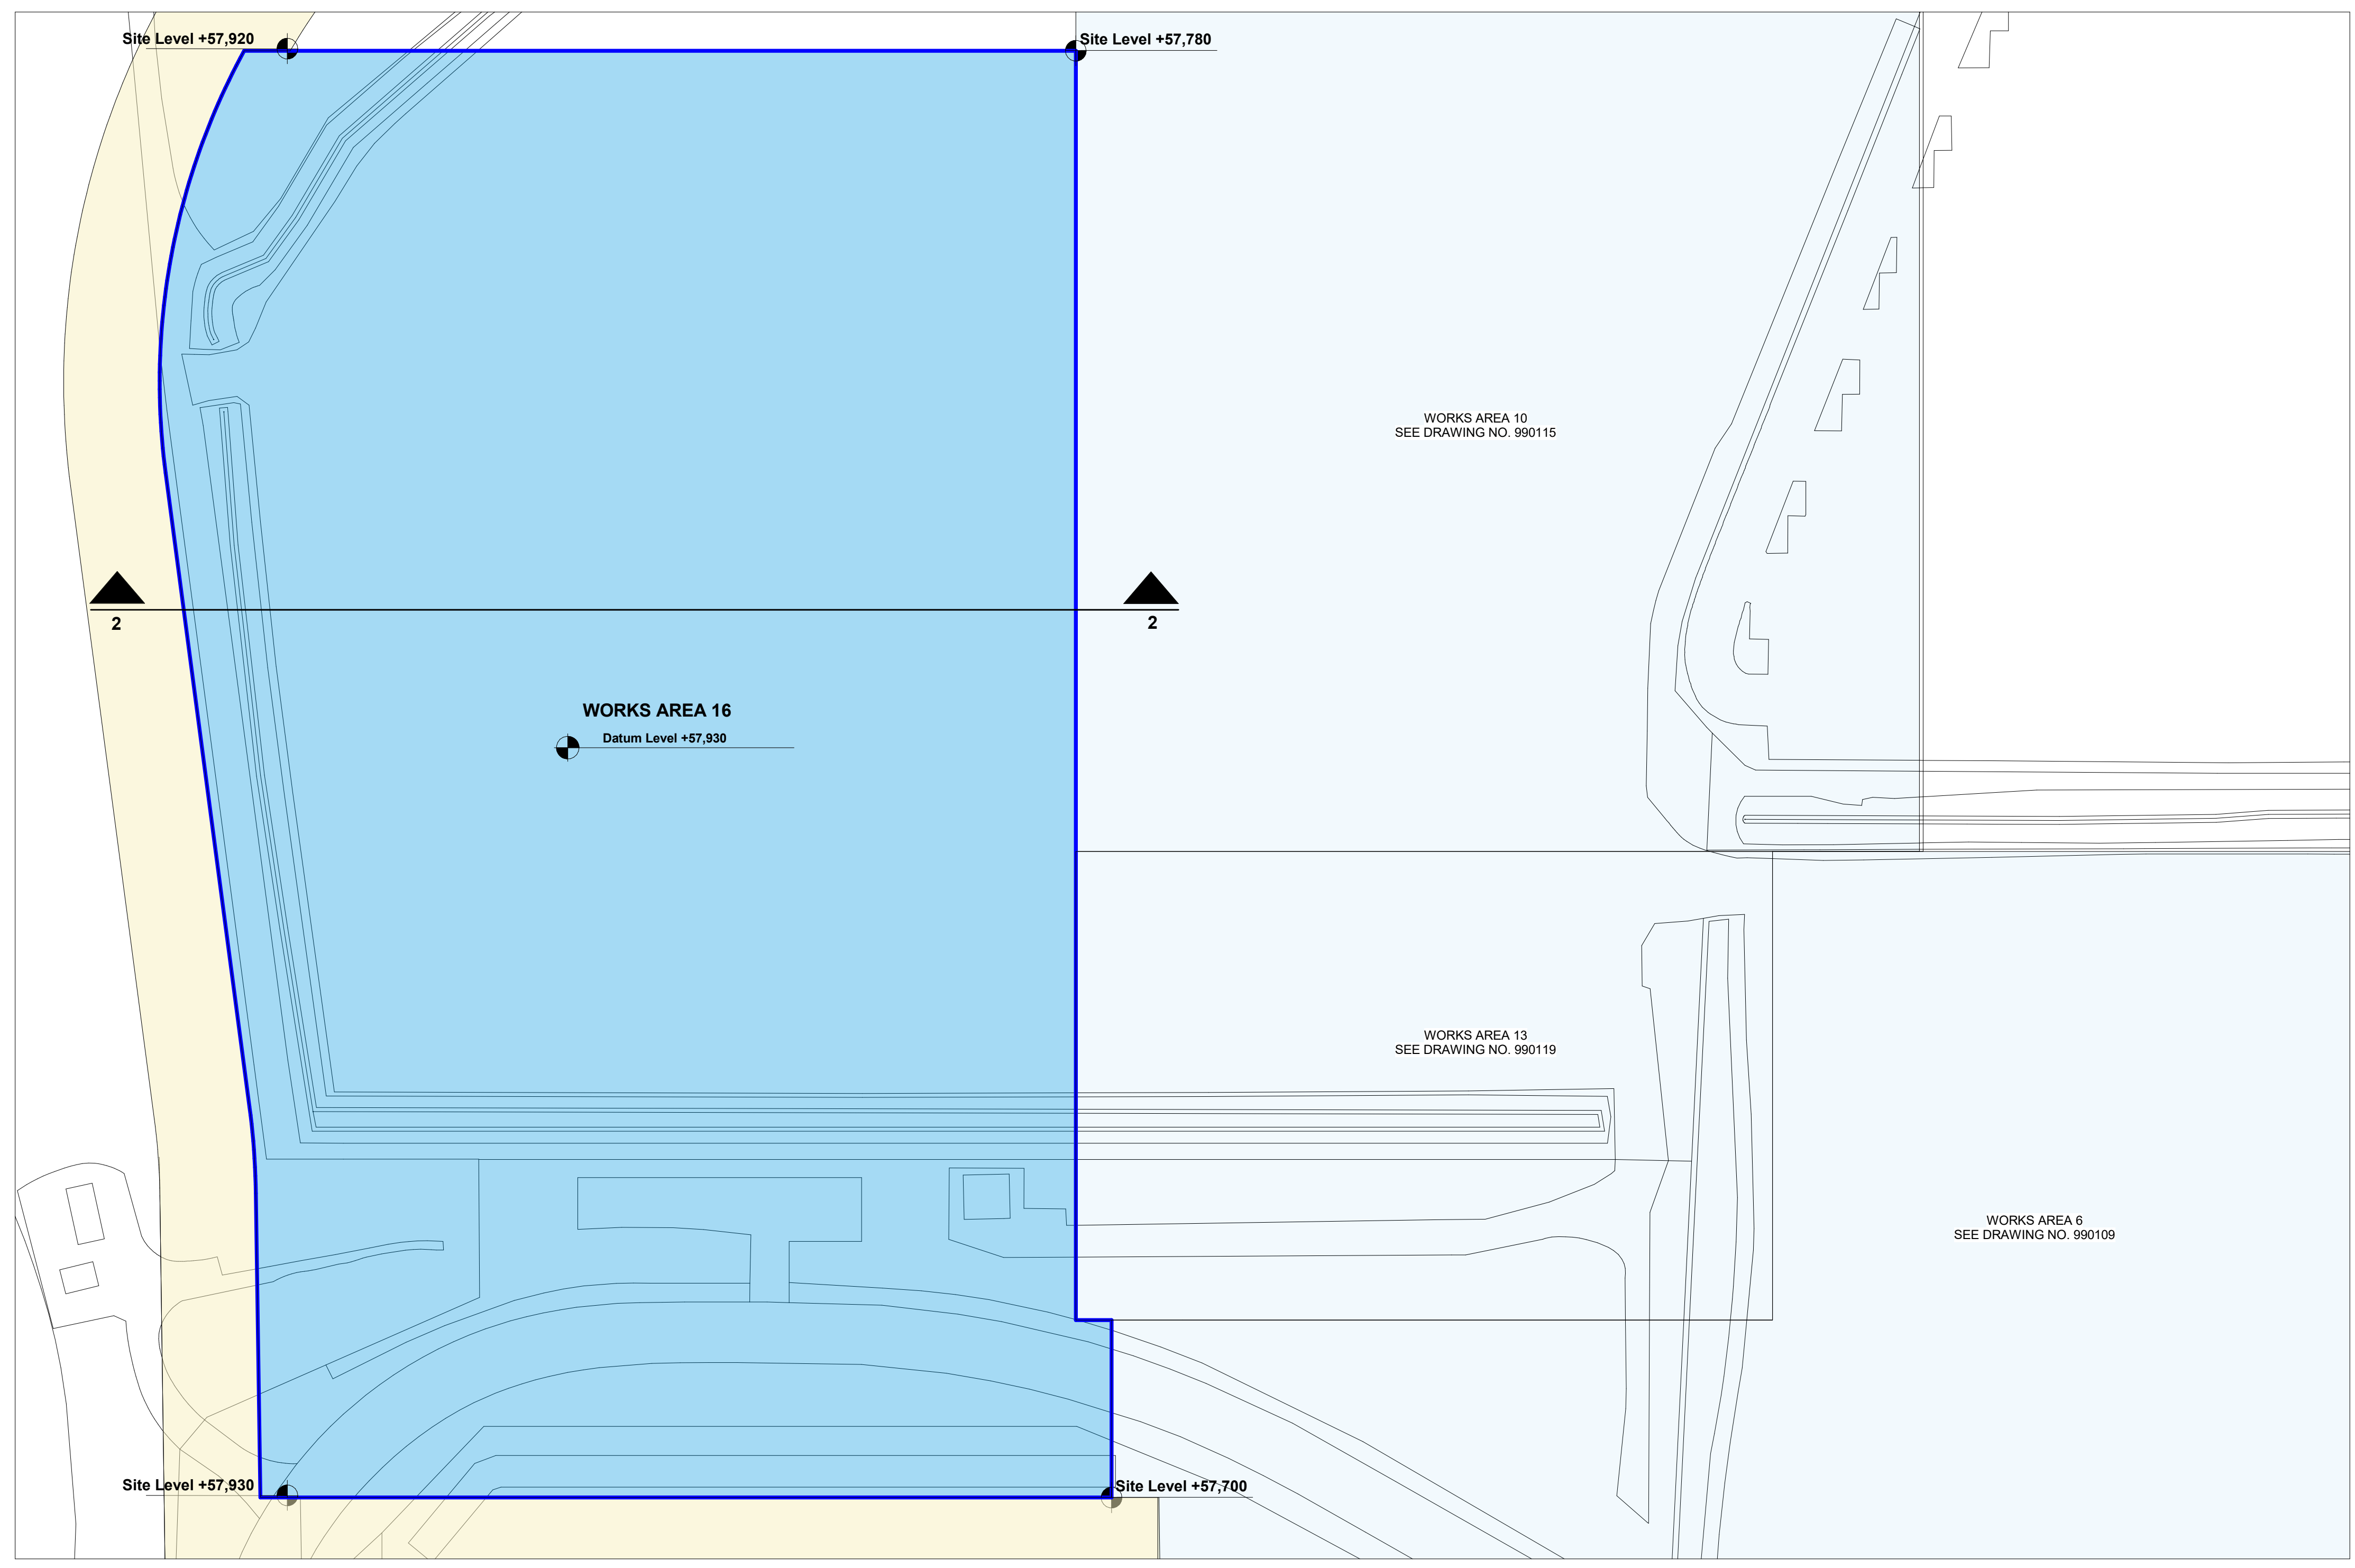 Site Level +57,920
Site Level +57,780
WORKS AREA 10
SEE DRAWING NO. 990115
2
2
WORKS AREA 16
Datum Level +57,930
WORKS AREA 13
SEE DRAWING NO. 990119
WORKS AREA 6
SEE DRAWING NO. 990109
Site Level +57,930
Site Level +57,700